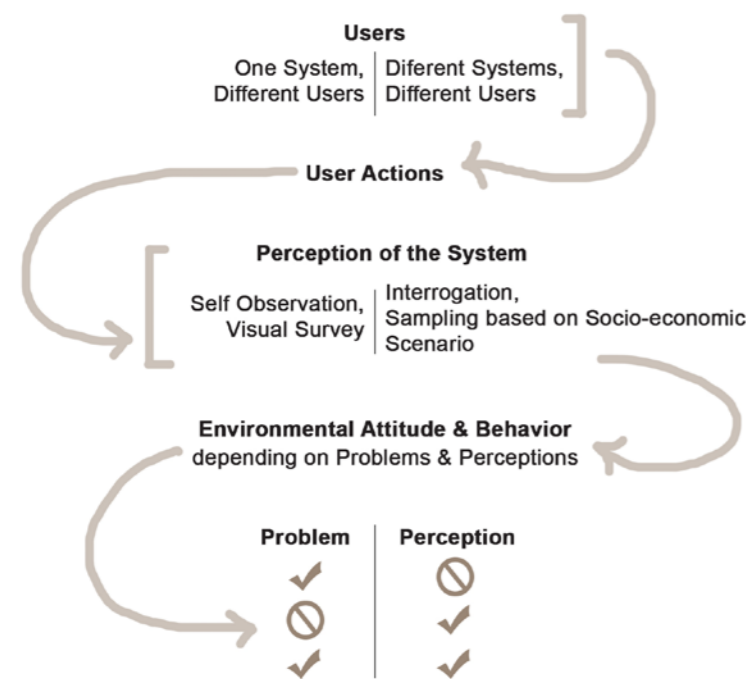 Users
One System,
Different Users
Diferent Systems,
Different Users
User Actions
Perception of the System
Self Observation,
Visual Survey
Interrogation,
Sampling based on Socio-economic
Scenario
Environmental Attitude & Behavior
depending on Problems & Perceptions
Problem
Perception